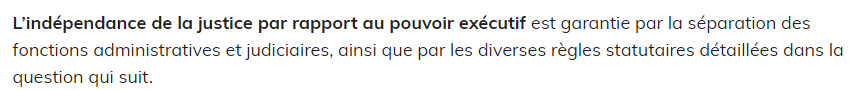 L’indépendance de la justice par rapport au pouvoir exécutif est garantie par la séparation des
fonctions administratives et judiciaires, ainsi que par les diverses règles statutaires détaillées dans la
question qui suit.